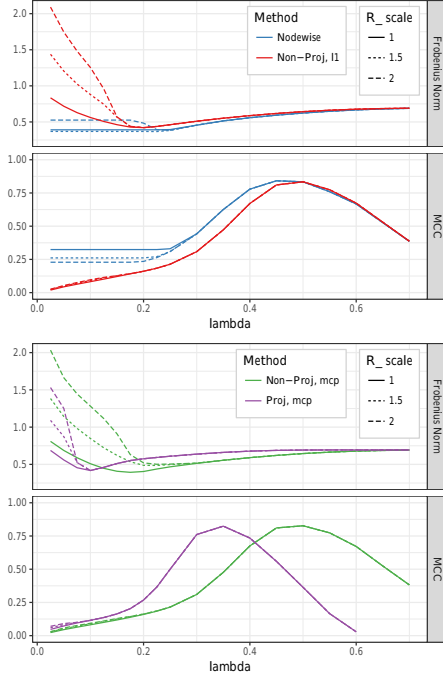 Method
Nodewise
Non-Proj, l1
R_ scale
1
1.5
2
2.0
1.5
1.0
0.5
Frobenius Norm
1.00
0.75
0.50
0.25
0.00
MCC
0.0
0.2
0.4
0.6
lambda
Method
Non-Proj, mcp
Proj, mcp
R_ scale
1
1.5
2
2.0
1.5
1.0
0.5
Frobenius Norm
1.00
0.75
0.50
0.25
0.00
MCC
0.0
0.2
0.4
0.6
lambda